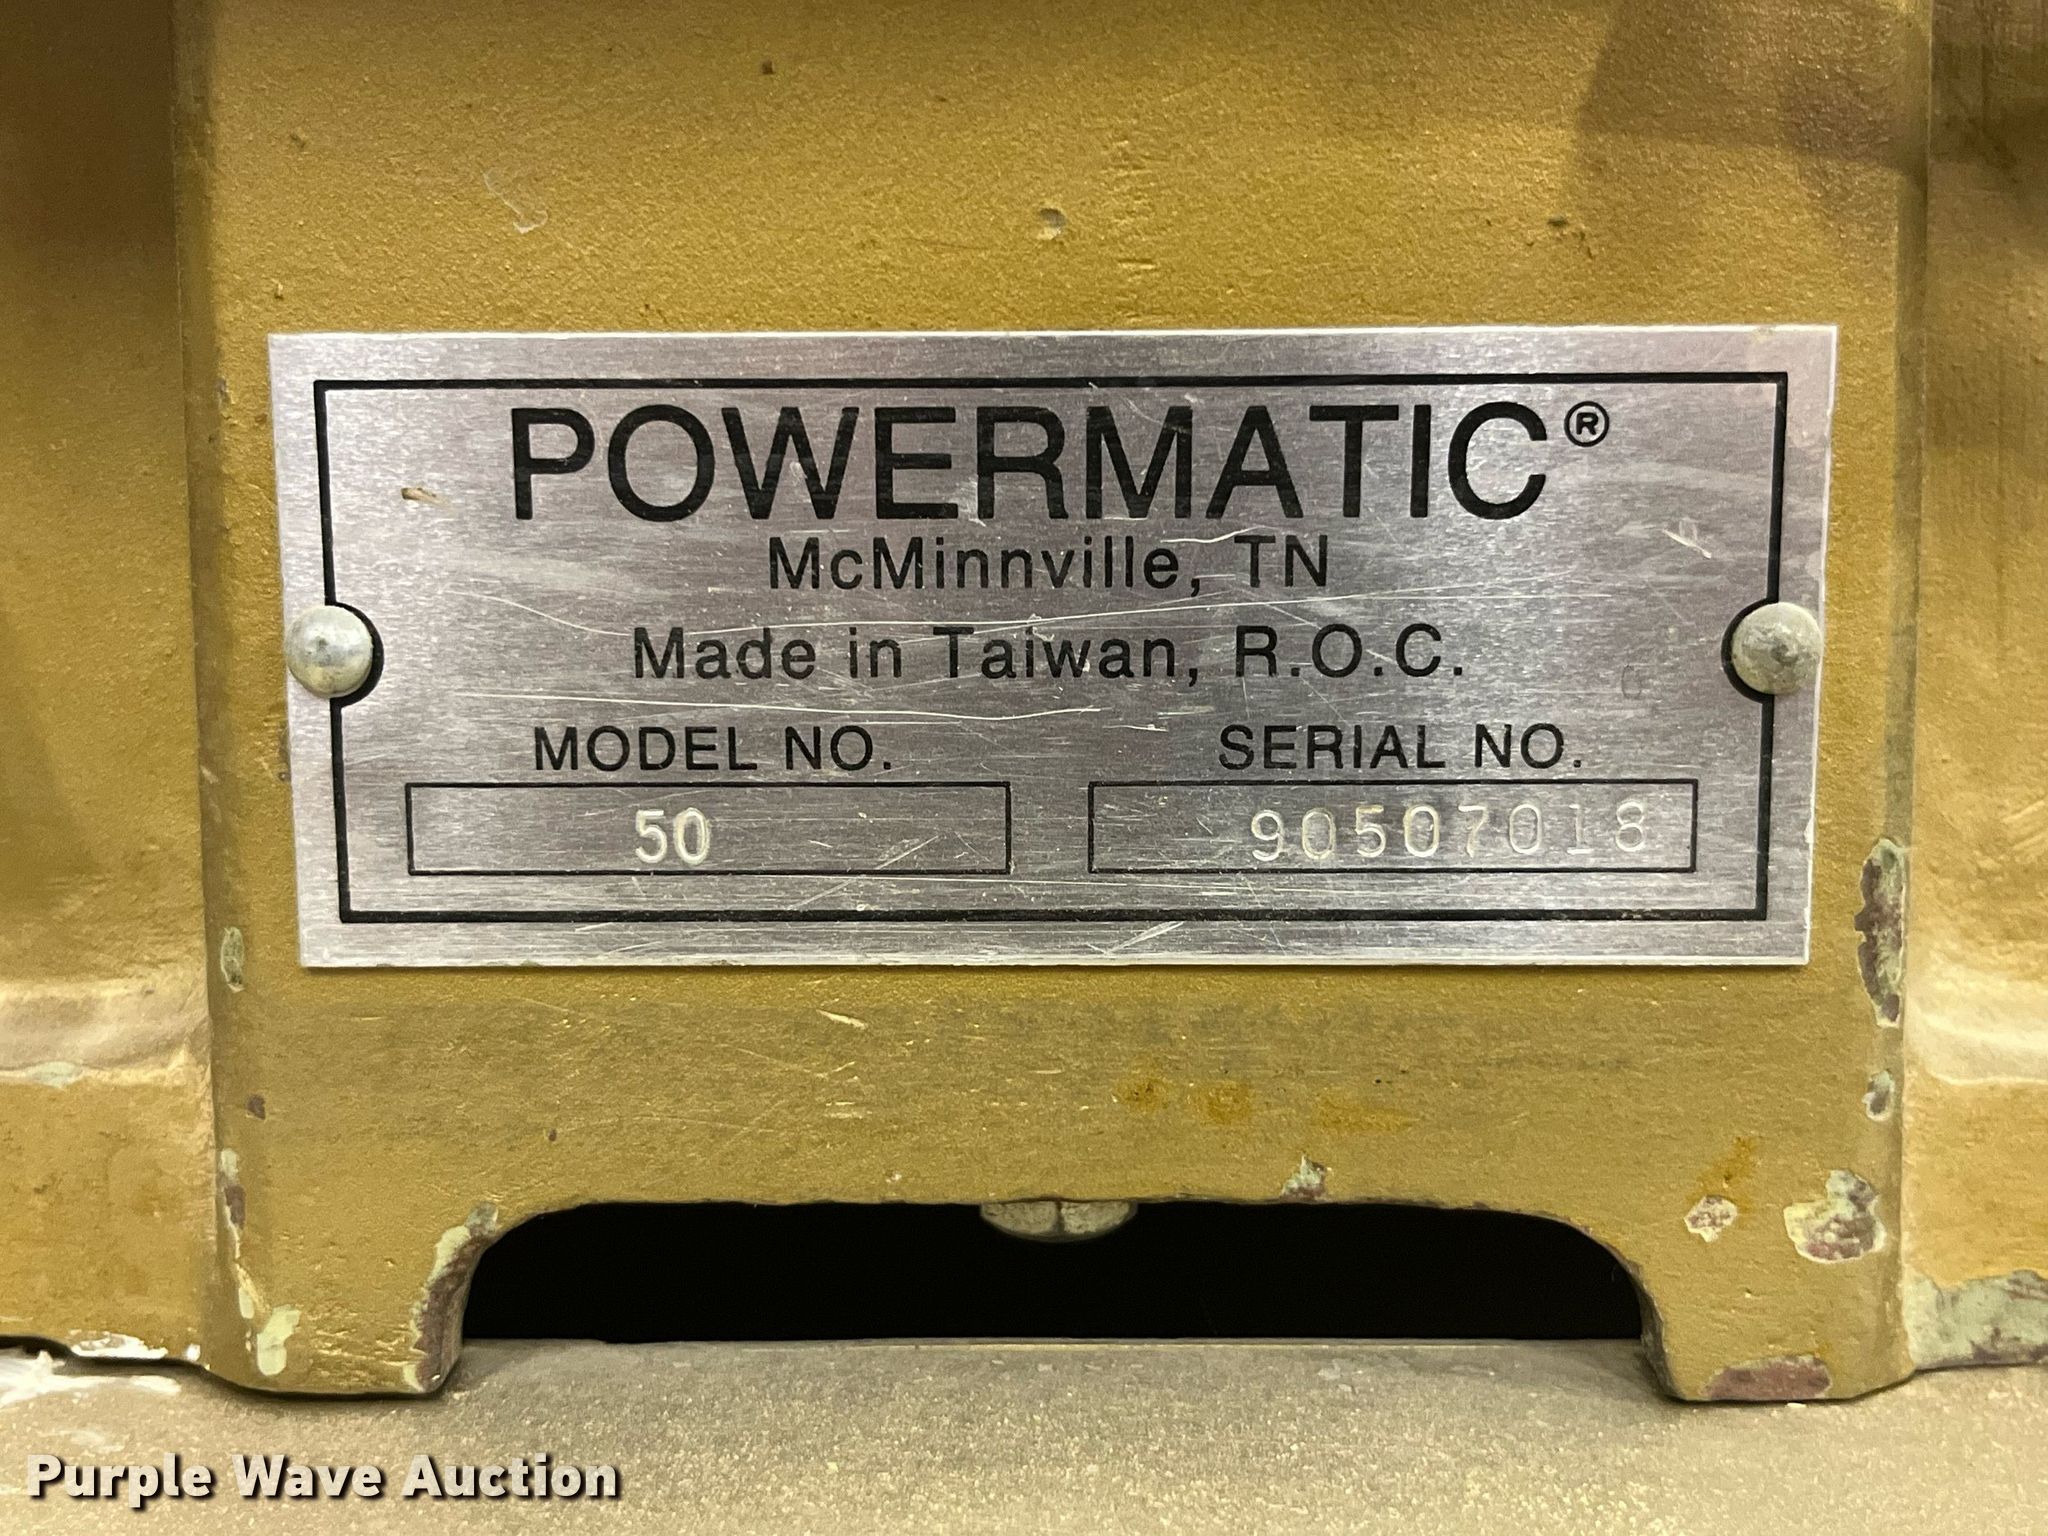 POWERMATIC®
McMinnville, TN
Made in Taiwan, R.O.C.
MODEL NO. SERIAL NO.
50 90507018
Purple Wave Auction